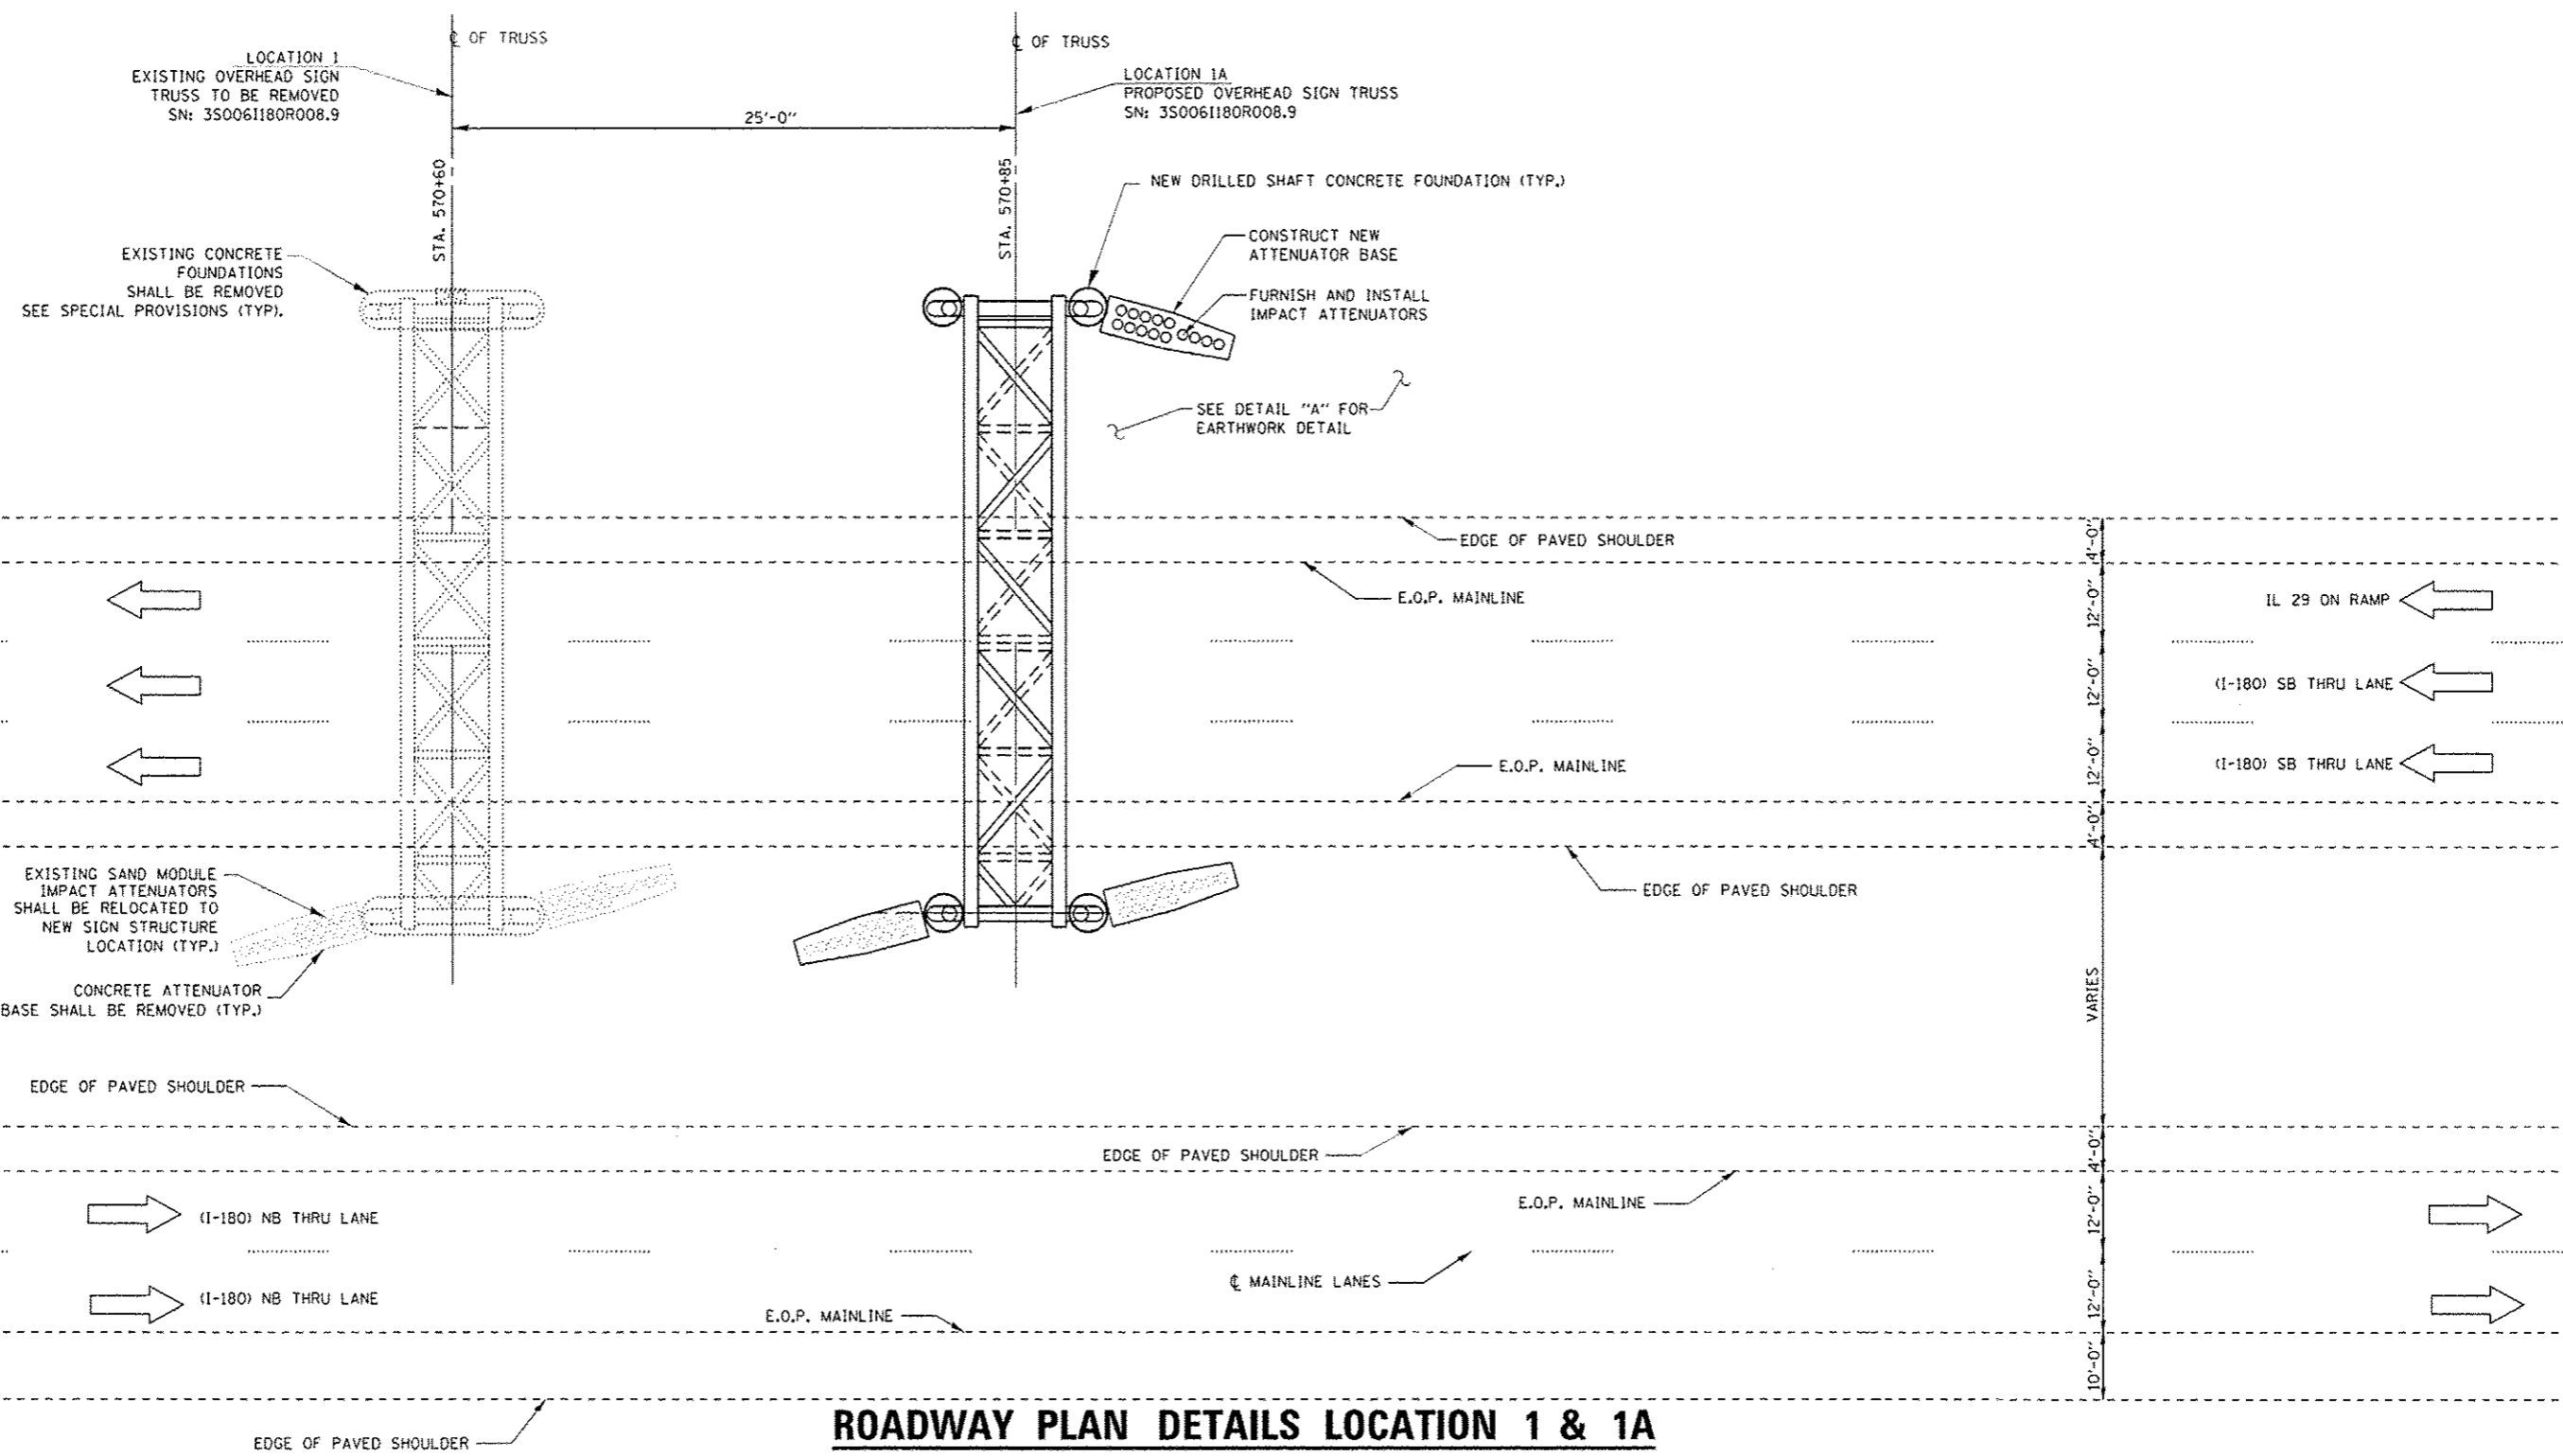 ℄ OF TRUSS
℄ OF TRUSS
LOCATION 1
EXISTING OVERHEAD SIGN
TRUSS TO BE REMOVED
SN: 3S006I180R008.9
LOCATION 1A
PROPOSED OVERHEAD SIGN TRUSS
SN: 3S006I180R008.9
25'-0"
STA. 570+60
STA. 570+85
NEW DRILLED SHAFT CONCRETE FOUNDATION (TYP.)
CONSTRUCT NEW
ATTENUATOR BASE
FURNISH AND INSTALL
IMPACT ATTENUATORS
EXISTING CONCRETE
FOUNDATIONS
SHALL BE REMOVED
SEE SPECIAL PROVISIONS (TYP).
SEE DETAIL "A" FOR
EARTHWORK DETAIL
EDGE OF PAVED SHOULDER
4'-0"
E.O.P. MAINLINE
12'-0"
IL 29 ON RAMP
12'-0"
(I-180) SB THRU LANE
E.O.P. MAINLINE
12'-0"
(I-180) SB THRU LANE
4'-0"
EXISTING SAND MODULE
IMPACT ATTENUATORS
SHALL BE RELOCATED TO
NEW SIGN STRUCTURE
LOCATION (TYP.)
EDGE OF PAVED SHOULDER
CONCRETE ATTENUATOR
BASE SHALL BE REMOVED (TYP.)
VARIES
EDGE OF PAVED SHOULDER
EDGE OF PAVED SHOULDER
4'-0"
E.O.P. MAINLINE
(I-180) NB THRU LANE
12'-0"
℄ MAINLINE LANES
(I-180) NB THRU LANE
12'-0"
E.O.P. MAINLINE
10'-0"
ROADWAY PLAN DETAILS LOCATION 1 & 1A
EDGE OF PAVED SHOULDER